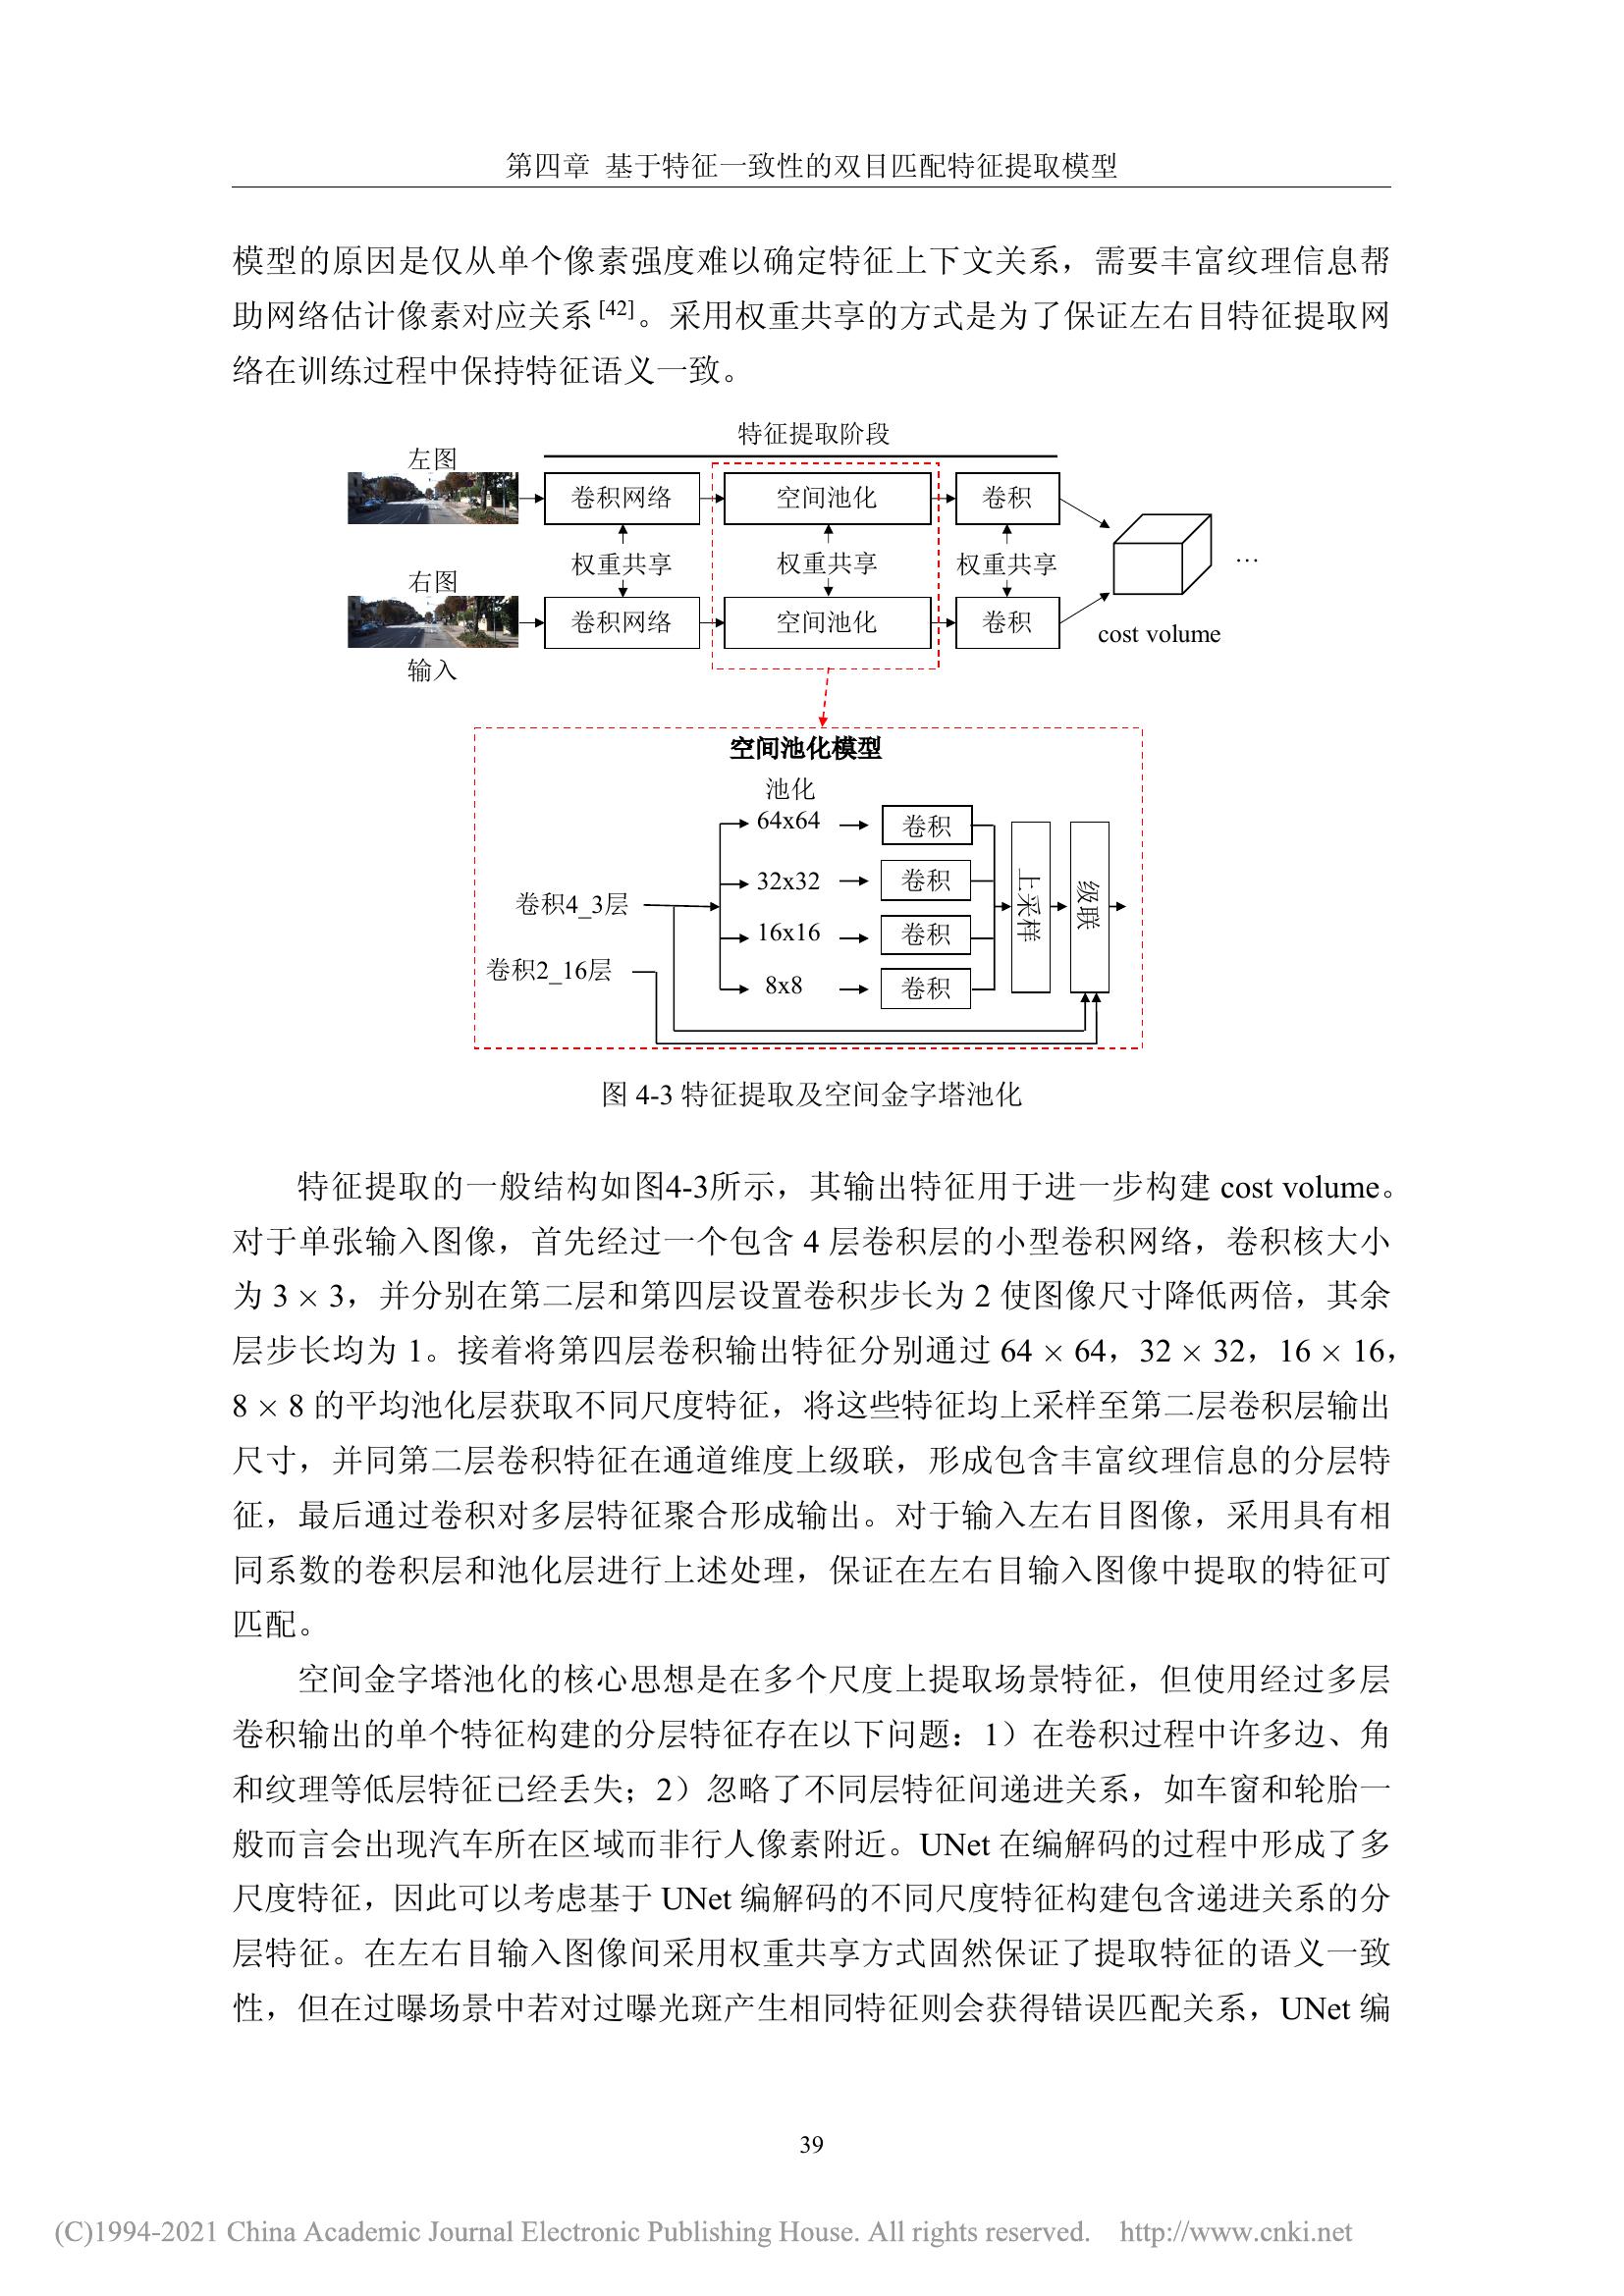 第四章 基于特征一致性的双目匹配特征提取模型
模型的原因是仅从单个像素强度难以确定特征上下文关系，需要丰富纹理信息帮
助网络估计像素对应关系[42]。采用权重共享的方式是为了保证左右目特征提取网
络在训练过程中保持特征语义一致。
特征提取阶段
左图
卷积网络 空间池化 卷积
权重共享 权重共享 权重共享
…
右图
卷积网络 空间池化 卷积
cost volume
输入
空间池化模型
池化
64x64 卷积
32x32 卷积
卷积4_3层
16x16 卷积
卷积2_16层
8x8 卷积
上采样
级联
图 4-3 特征提取及空间金字塔池化
特征提取的一般结构如图4-3所示，其输出特征用于进一步构建 cost volume。
对于单张输入图像，首先经过一个包含 4 层卷积层的小型卷积网络，卷积核大小
为 3 × 3，并分别在第二层和第四层设置卷积步长为 2 使图像尺寸降低两倍，其余
层步长均为 1。接着将第四层卷积输出特征分别通过 64 × 64，32 × 32，16 × 16，
8 × 8 的平均池化层获取不同尺度特征，将这些特征均上采样至第二层卷积层输出
尺寸，并同第二层卷积特征在通道维度上级联，形成包含丰富纹理信息的分层特
征，最后通过卷积对多层特征聚合形成输出。对于输入左右目图像，采用具有相
同系数的卷积层和池化层进行上述处理，保证在左右目输入图像中提取的特征可
匹配。
空间金字塔池化的核心思想是在多个尺度上提取场景特征，但使用经过多层
卷积输出的单个特征构建的分层特征存在以下问题：1）在卷积过程中许多边、角
和纹理等低层特征已经丢失；2）忽略了不同层特征间递进关系，如车窗和轮胎一
般而言会出现汽车所在区域而非行人像素附近。UNet 在编解码的过程中形成了多
尺度特征，因此可以考虑基于 UNet 编解码的不同尺度特征构建包含递进关系的分
层特征。在左右目输入图像间采用权重共享方式固然保证了提取特征的语义一致
性，但在过曝场景中若对过曝光斑产生相同特征则会获得错误匹配关系，UNet 编
39
(C)1994-2021 China Academic Journal Electronic Publishing House. All rights reserved. http://www.cnki.net